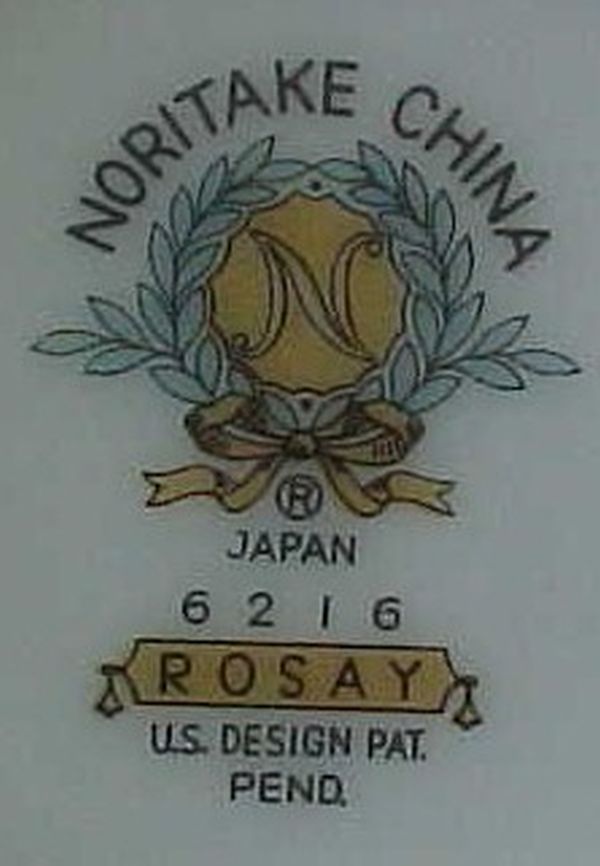 NORITAKE CHINA
N
®
JAPAN
6216
ROSAY
U.S. DESIGN PAT.
PEND.